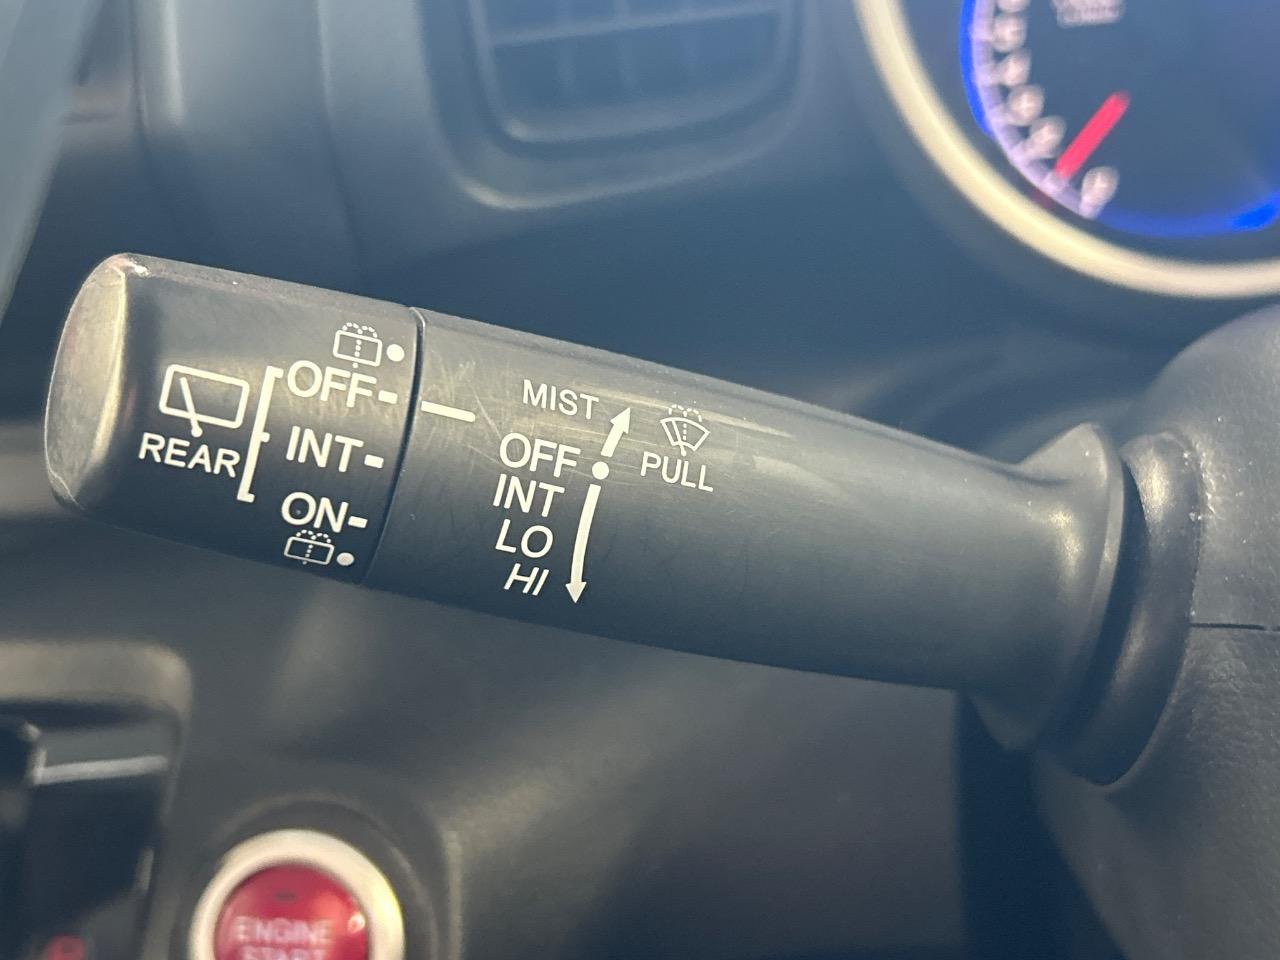 REAR
OFF-
INT-
ON-
MIST
OFF
INT
LO
HI
PULL
ENGINE
START